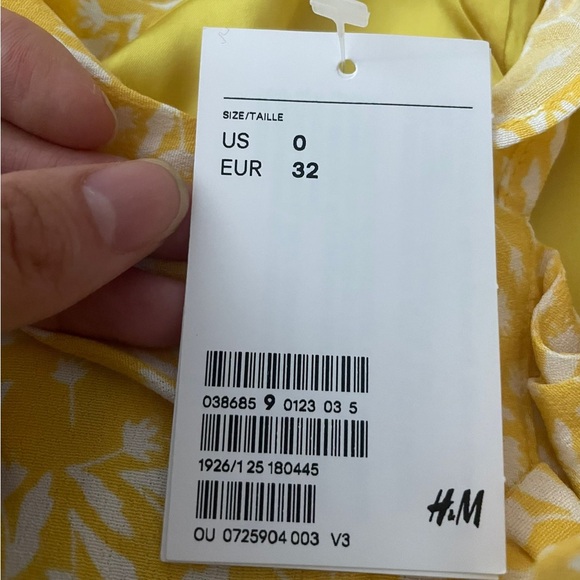 SIZE/TAILLE
US 0
EUR 32
038685 9 0123 03 5
1926/1 25 180445
H&M
OU 0725904 003 V3